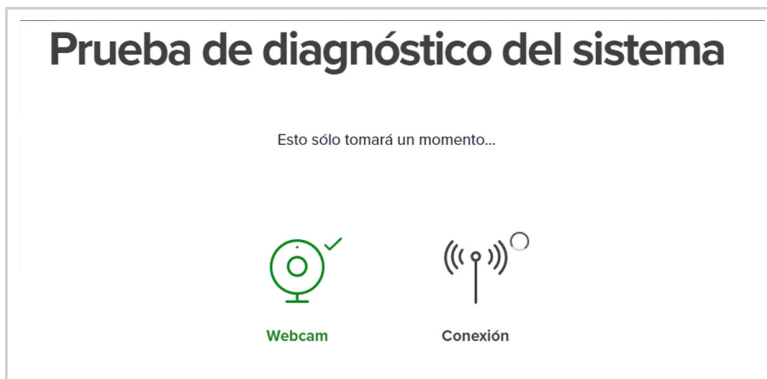 Prueba de diagnóstico del sistema
Esto sólo tomará un momento...
Webcam
Conexión